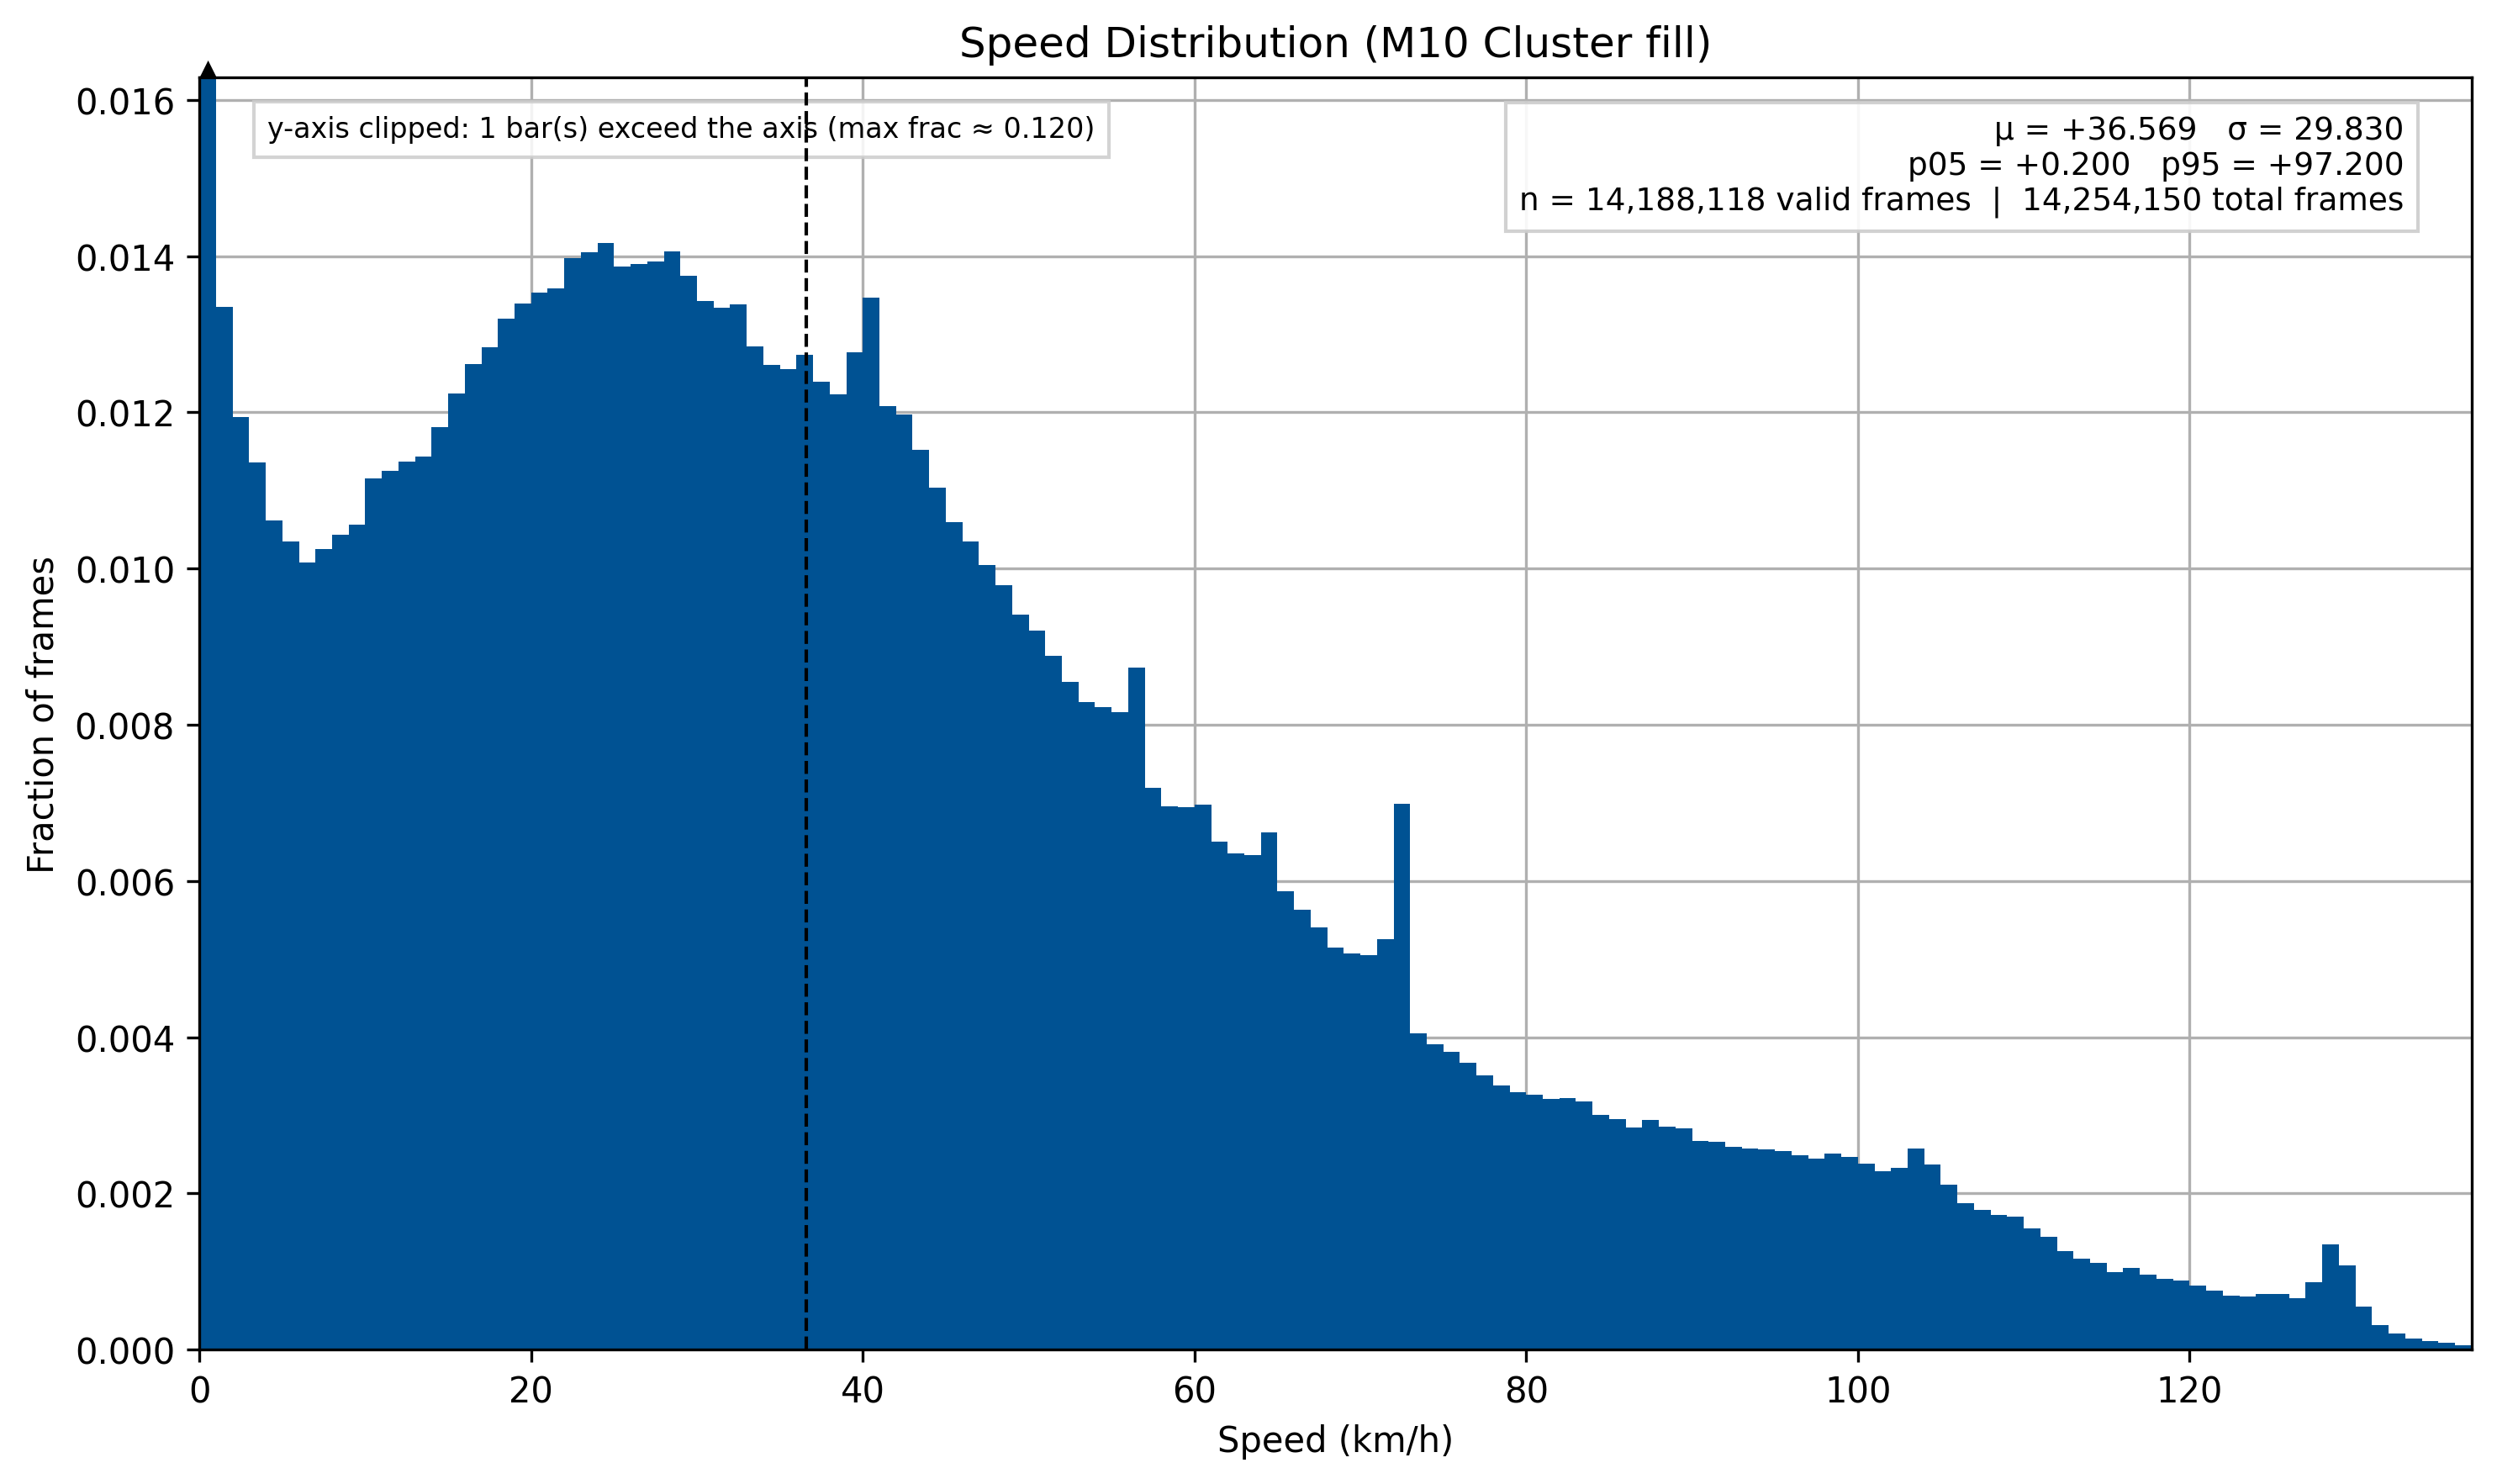 Speed Distribution (M10 Cluster fill)
y-axis clipped: 1 bar(s) exceed the axis (max frac ≈ 0.120)
μ = +36.569   σ = 29.830
p05 = +0.200   p95 = +97.200
n = 14,188,118 valid frames  |  14,254,150 total frames
Fraction of frames
0.016
0.014
0.012
0.010
0.008
0.006
0.004
0.002
0.000
0 20 40 60 80 100 120
Speed (km/h)